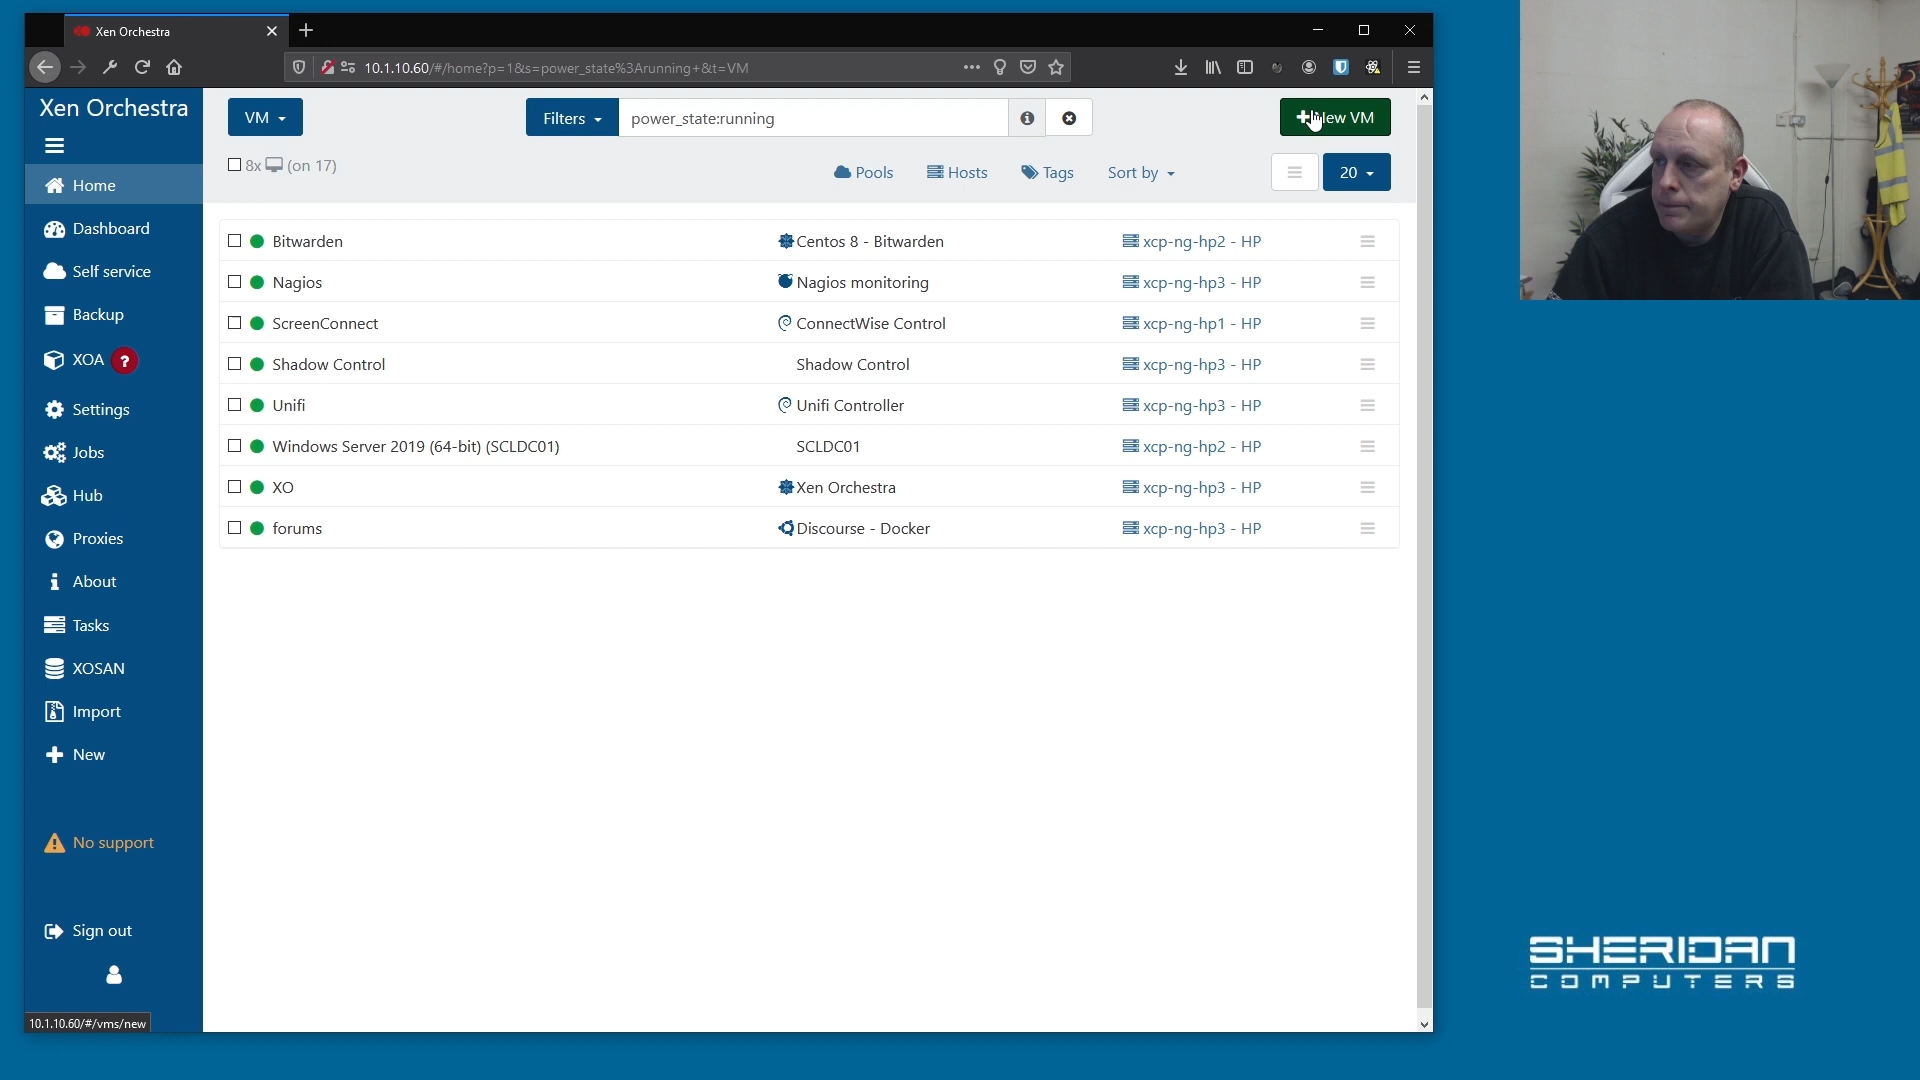 Xen Orchestra
10.1.10.60/#/home?p=1&s=power_state%3Arunning+&t=VM
Xen Orchestra
Home
Dashboard
Self service
Backup
XOA ?
Settings
Jobs
Hub
Proxies
About
Tasks
XOSAN
Import
New
No support
Sign out
10.1.10.60/#/vms/new
VM
Filters
power_state:running
New VM
8x (on 17)
Pools
Hosts
Tags
Sort by
20
Bitwarden Centos 8 - Bitwarden xcp-ng-hp2 - HP
Nagios Nagios monitoring xcp-ng-hp3 - HP
ScreenConnect ConnectWise Control xcp-ng-hp1 - HP
Shadow Control Shadow Control xcp-ng-hp3 - HP
Unifi Unifi Controller xcp-ng-hp3 - HP
Windows Server 2019 (64-bit) (SCLDC01) SCLDC01 xcp-ng-hp2 - HP
XO Xen Orchestra xcp-ng-hp3 - HP
forums Discourse - Docker xcp-ng-hp3 - HP
SHERIDAN
COMPUTERS